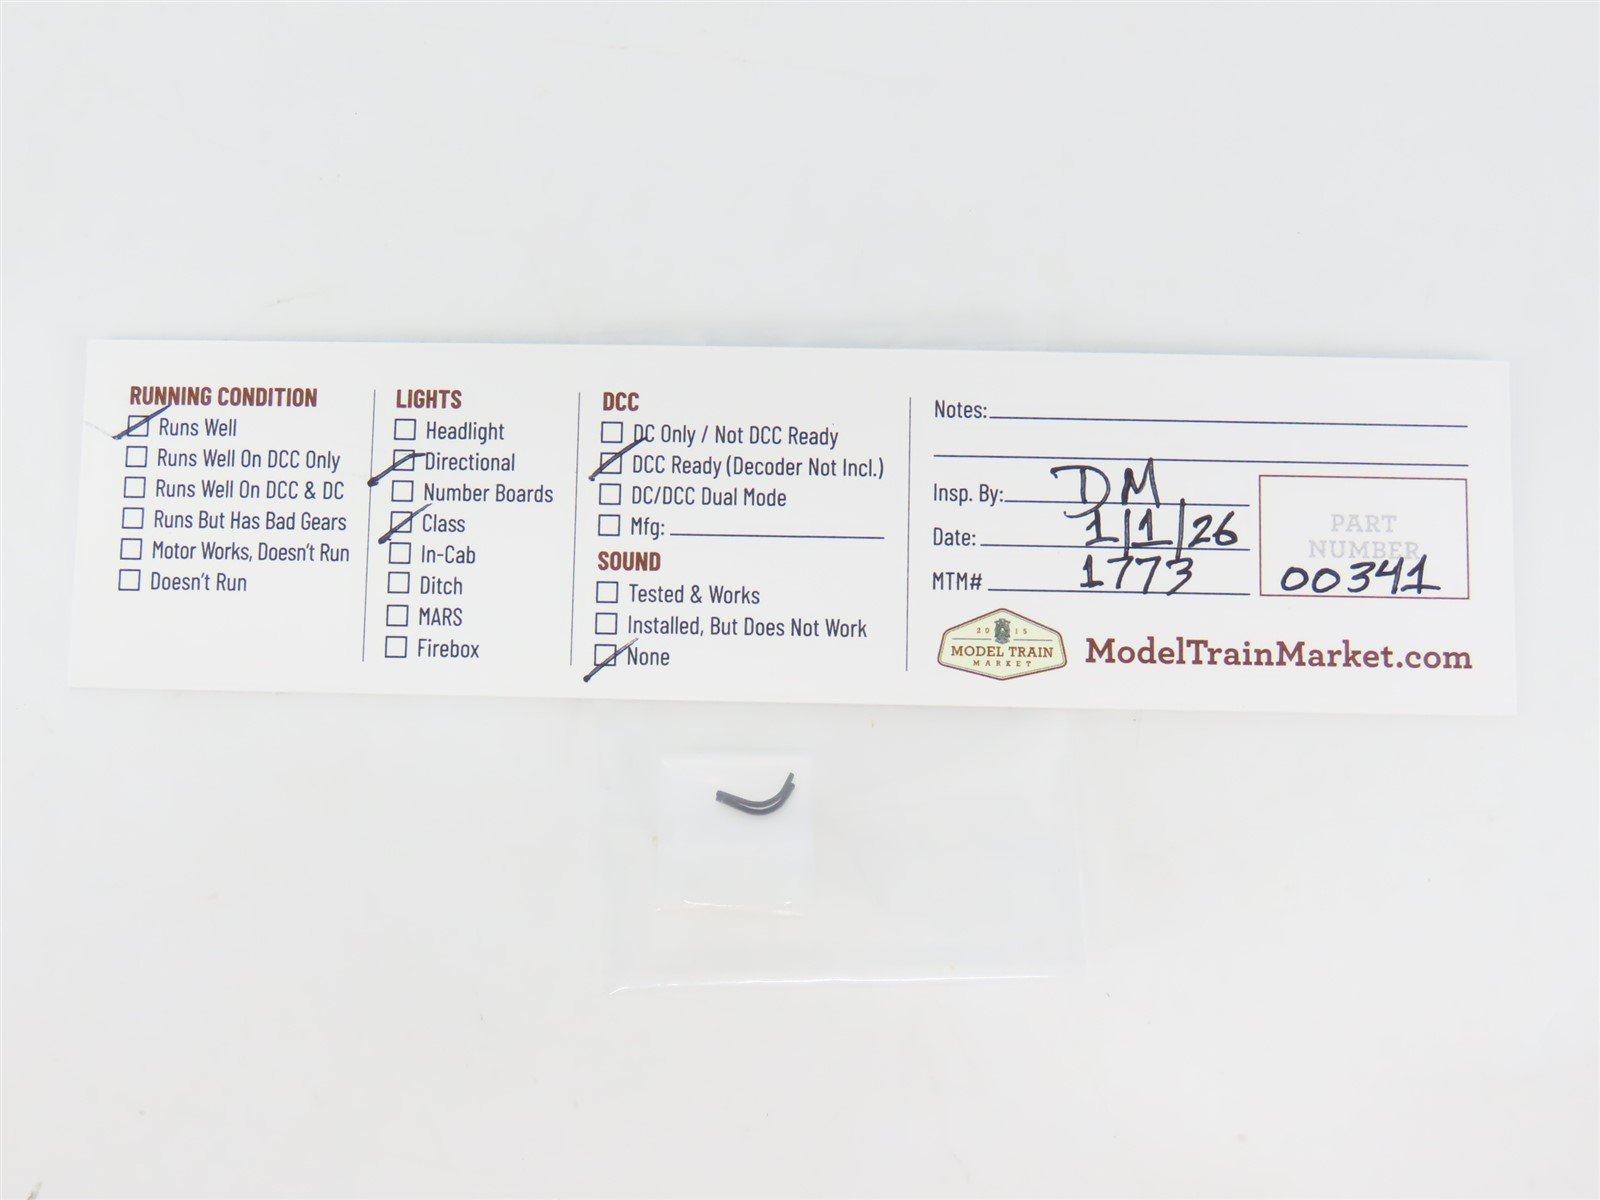 RUNNING CONDITION
Runs Well
Runs Well On DCC Only
Runs Well On DCC & DC
Runs But Has Bad Gears
Motor Works, Doesn't Run
Doesn't Run
LIGHTS
Headlight
Directional
Number Boards
Class
In-Cab
Ditch
MARS
Firebox
DCC
DC Only / Not DCC Ready
DCC Ready (Decoder Not Incl.)
DC/DCC Dual Mode
Mfg:
SOUND
Tested & Works
Installed, But Does Not Work
None
Notes:
Insp. By: DM
Date: 1/1/26
MTM# 1773
PART
NUMBER
00341
2015
MODEL TRAIN
MARKET
ModelTrainMarket.com